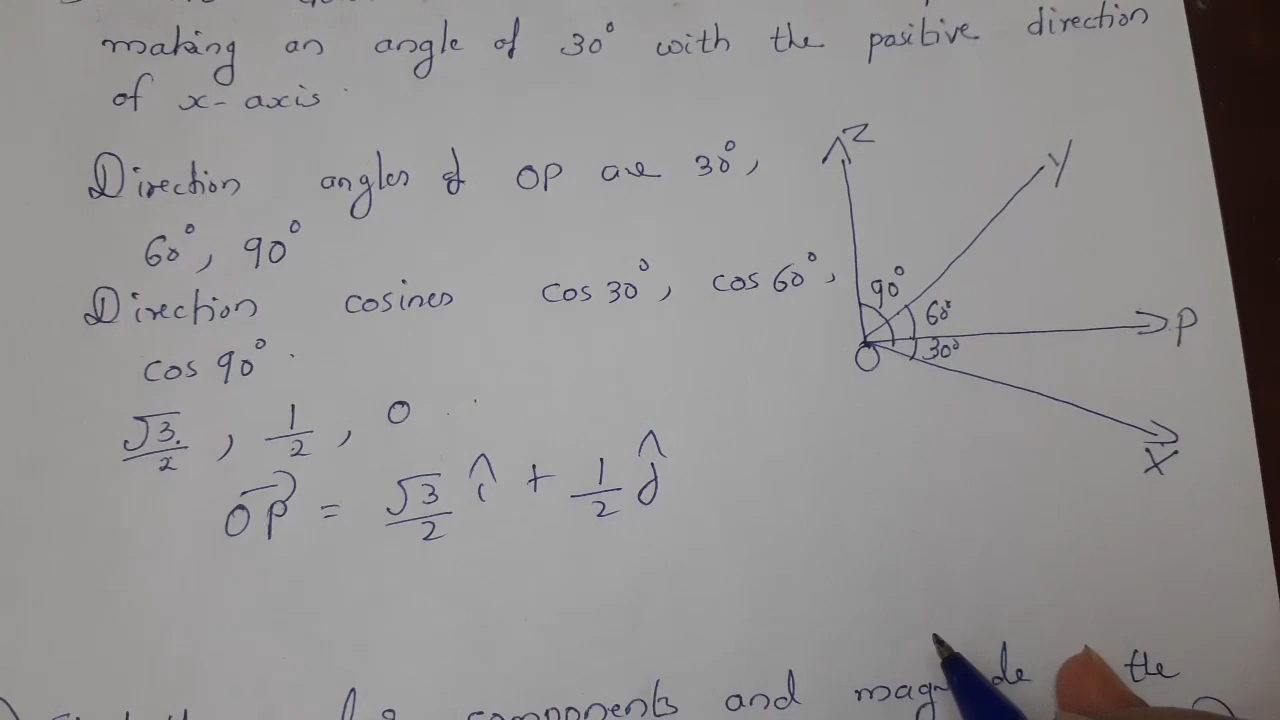 making an angle of 30° with the positive direction
of x-axis.
Direction angles of OP are 30°,
60°, 90°
Direction cosines cos 30°, cos 60°,
cos 90°.
√3/2, 1/2, 0
OP⃗ = √3/2 î + 1/2 ĵ
Z
Y
90°
60°
P
30°
O
X
components and the